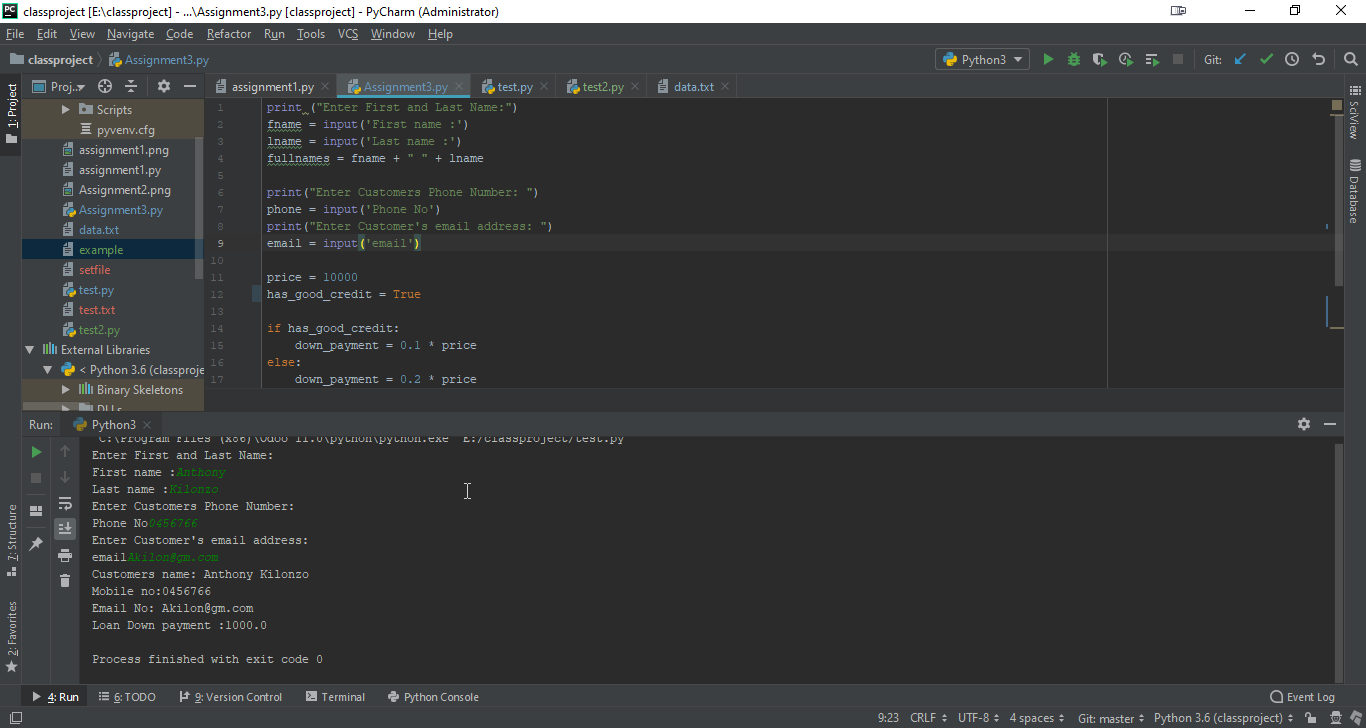 classproject [E:\classproject] - ...\Assignment3.py [classproject] - PyCharm (Administrator)
File Edit View Navigate Code Refactor Run Tools VCS Window Help
classproject Assignment3.py Python3 Git:
1: Project
Proj.. assignment1.py Assignment3.py test.py test2.py data.txt
Scripts
pyvenv.cfg
assignment1.png
assignment1.py
Assignment2.png
Assignment3.py
data.txt
example
setfile
test.py
test.txt
test2.py
External Libraries
< Python 3.6 (classproje
Binary Skeletons
DLLs
1 print ("Enter First and Last Name:")
2 fname = input('First name :')
3 lname = input('Last name :')
4 fullnames = fname + " " + lname
5
6 print("Enter Customers Phone Number: ")
7 phone = input('Phone No')
8 print("Enter Customer's email address: ")
9 email = input('email')
10
11 price = 10000
12 has_good_credit = True
13
14 if has_good_credit:
15 down_payment = 0.1 * price
16 else:
17 down_payment = 0.2 * price
SciView
Database
Run: Python3
"C:\Program Files (x86)\Odoo 11.0\python\python.exe" E:/classproject/test.py
Enter First and Last Name:
First name :Anthony
Last name :Kilonzo
Enter Customers Phone Number:
Phone No0456766
Enter Customer's email address:
emailAkilon@gm.com
Customers name: Anthony Kilonzo
Mobile no:0456766
Email No: Akilon@gm.com
Loan Down payment :1000.0
Process finished with exit code 0
7: Structure
2: Favorites
4: Run 6: TODO 9: Version Control Terminal Python Console Event Log
9:23 CRLF UTF-8 4 spaces Git: master Python 3.6 (classproject)